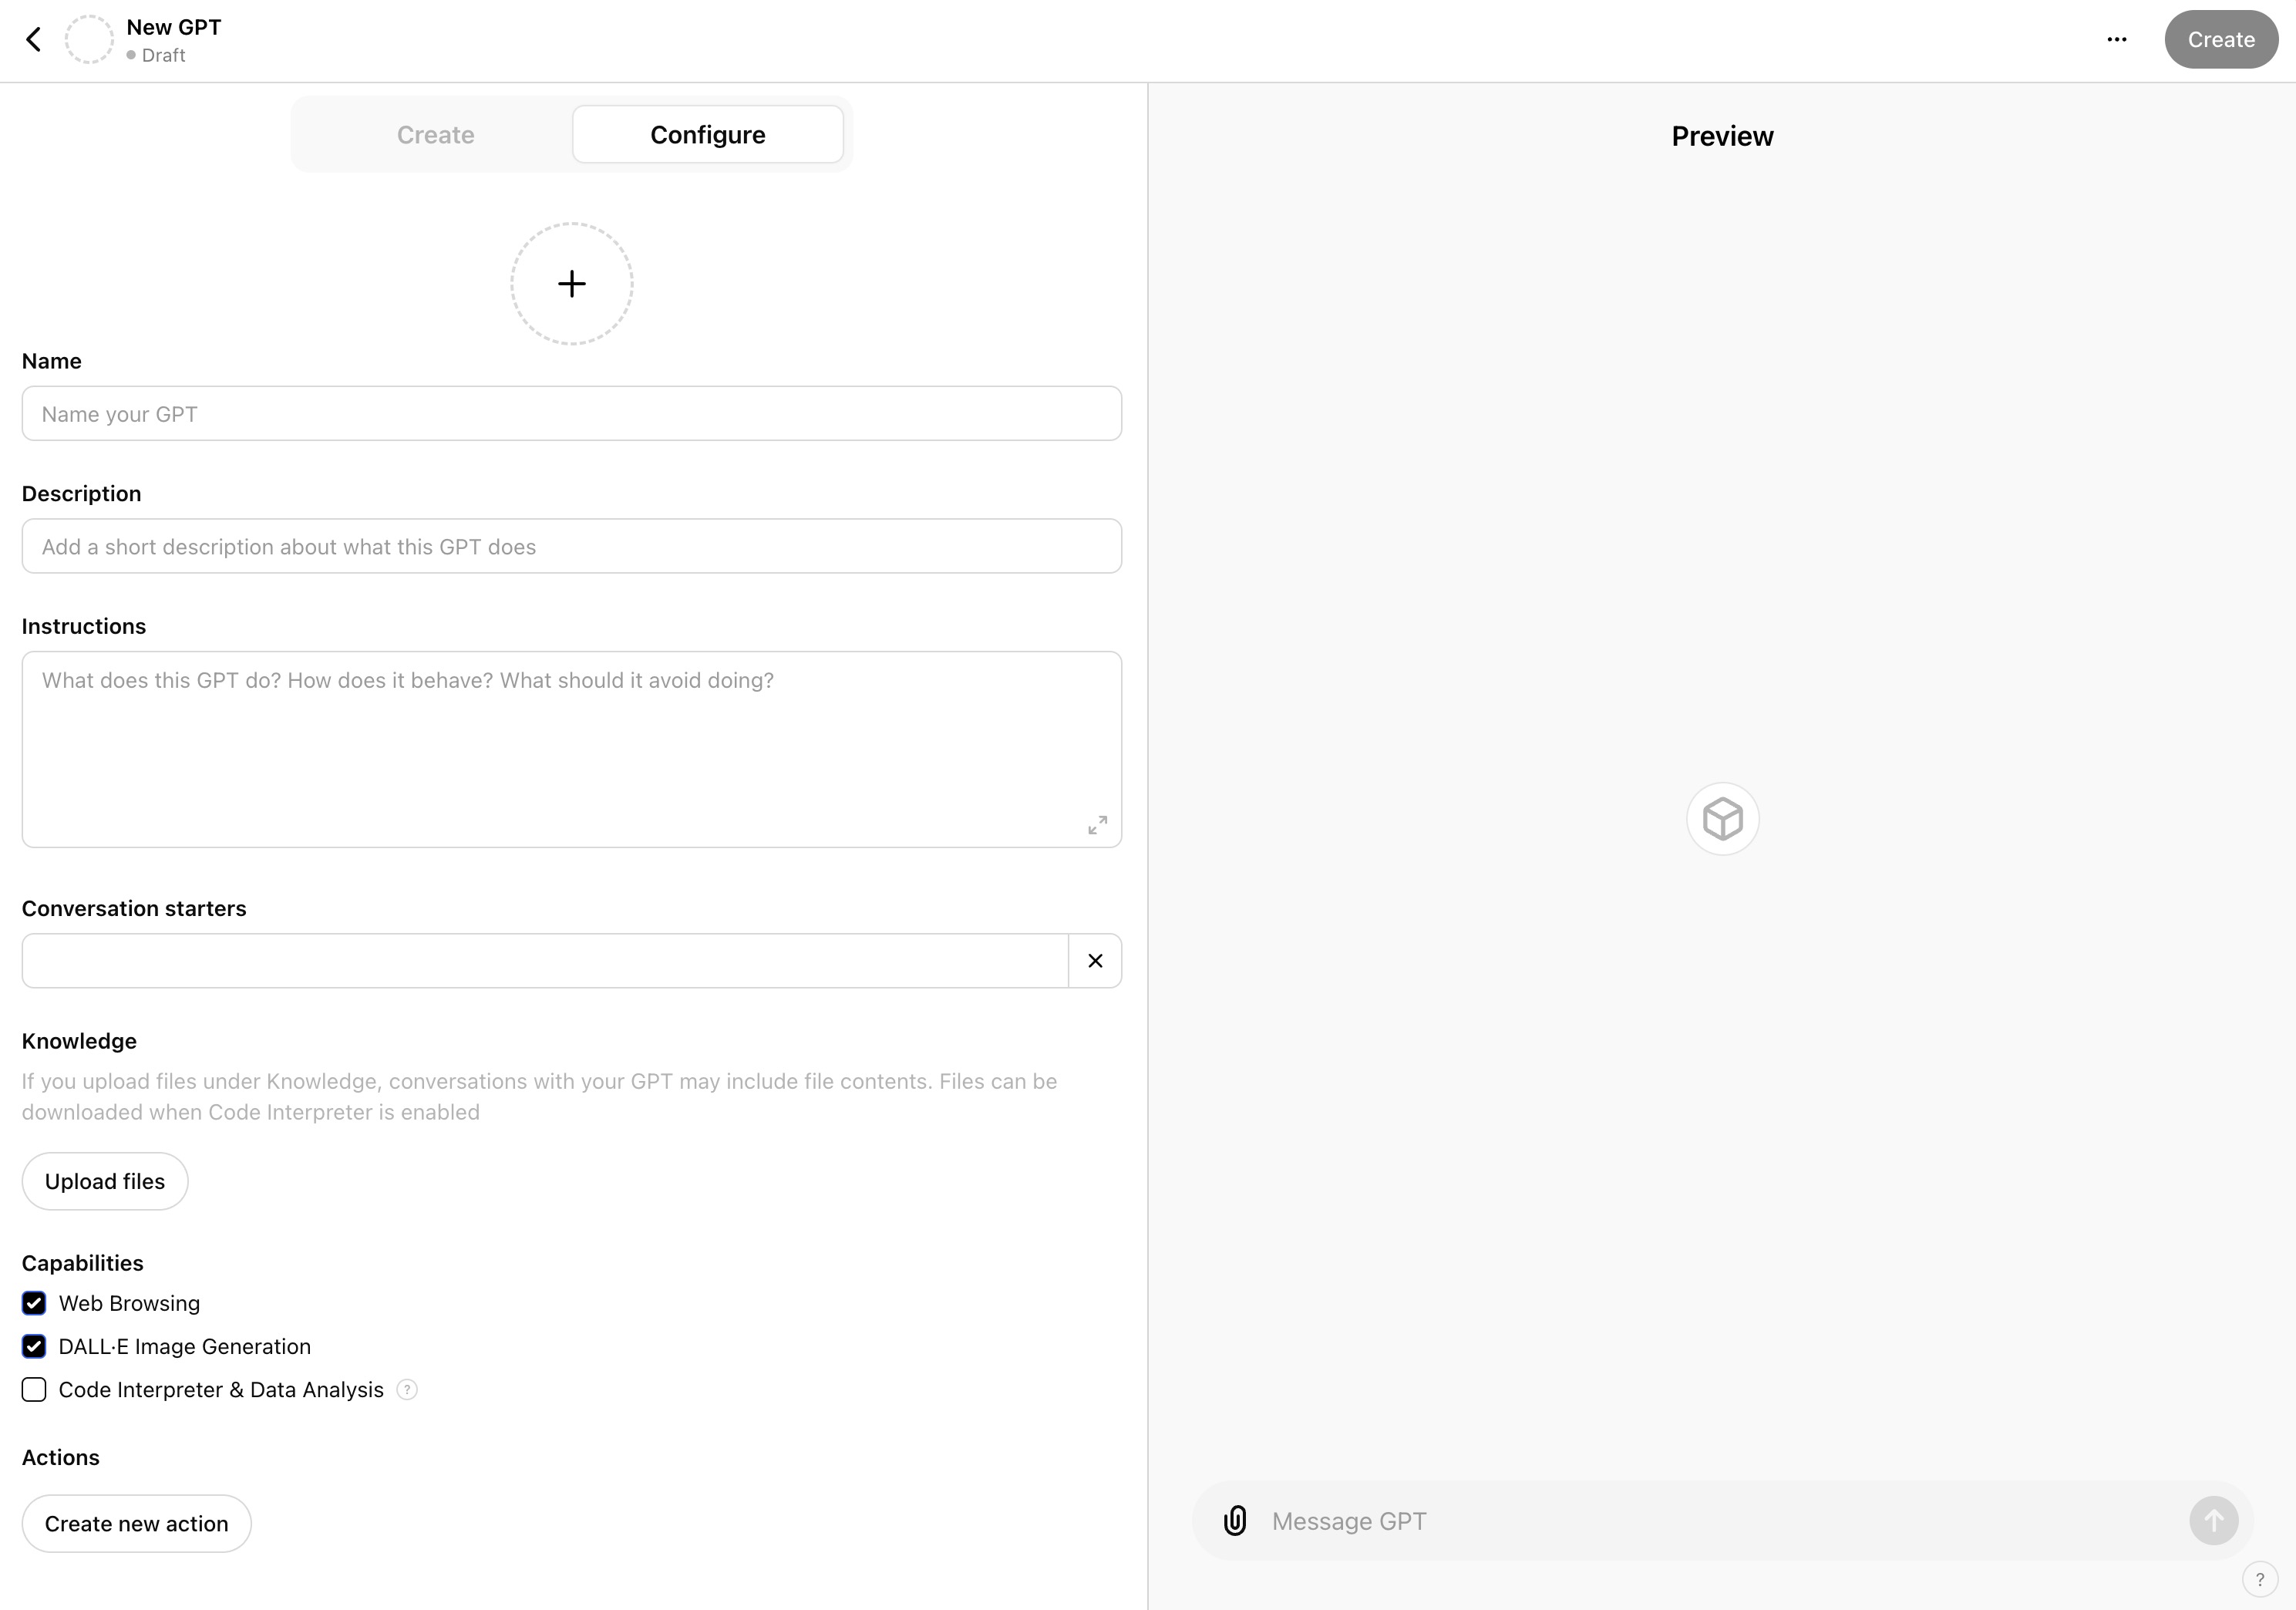 New GPT
Draft
Create
Create
Configure
Preview
Name
Name your GPT
Description
Add a short description about what this GPT does
Instructions
What does this GPT do? How does it behave? What should it avoid doing?
Conversation starters
Knowledge
If you upload files under Knowledge, conversations with your GPT may include file contents. Files can be
downloaded when Code Interpreter is enabled
Upload files
Capabilities
Web Browsing
DALL·E Image Generation
Code Interpreter & Data Analysis ?
Actions
Create new action
Message GPT
?